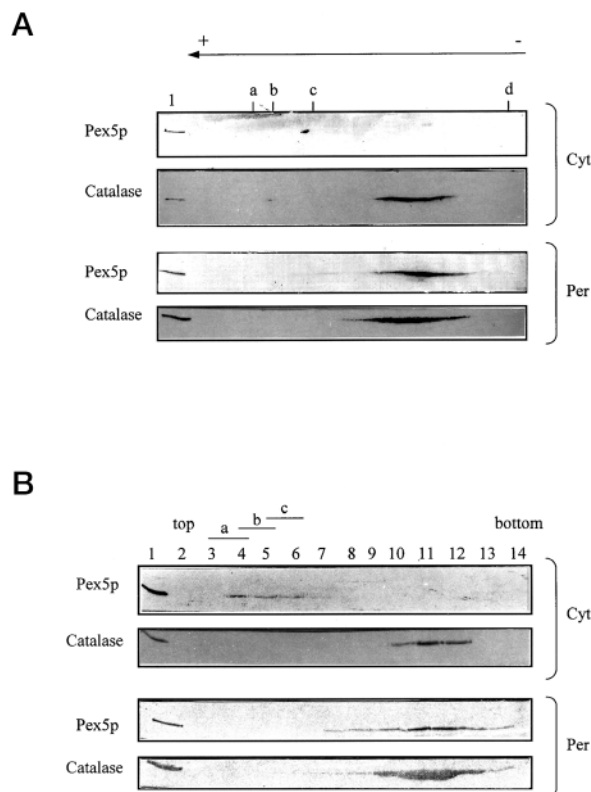 A
+ -
a b c d
1
Pex5p
Catalase
Cyt
Pex5p
Catalase
Per
B
top a b c bottom
1 2 3 4 5 6 7 8 9 10 11 12 13 14
Pex5p
Catalase
Cyt
Pex5p
Catalase
Per